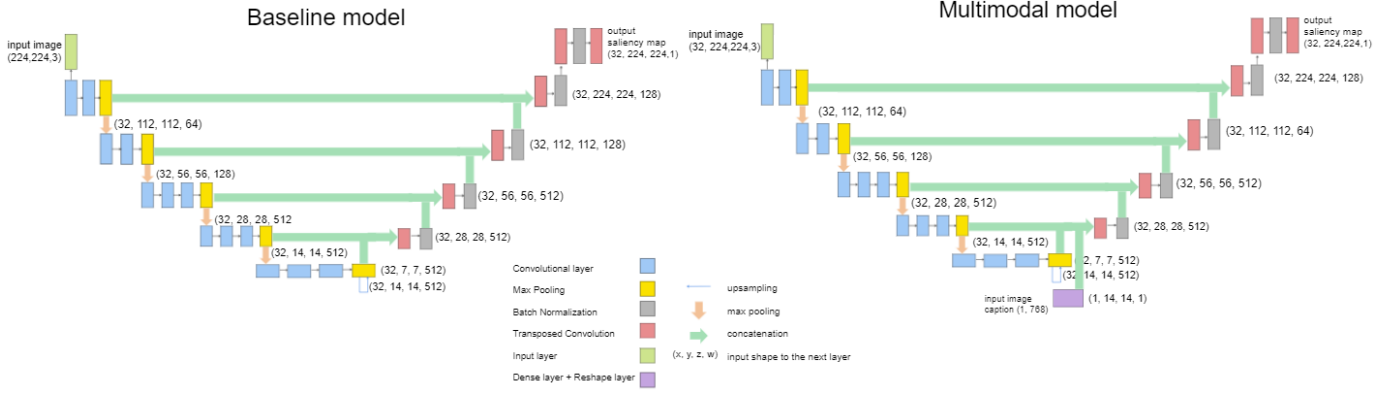 Baseline model
input image
(224,224,3)
output
saliency map
(32, 224, 224,1)
(32, 224, 224, 128)
(32, 112, 112, 64)
(32, 112, 112, 128)
(32, 56, 56, 128)
(32, 56, 56, 512)
(32, 28, 28, 512
(32, 28, 28, 512)
(32, 14, 14, 512)
(32, 7, 7, 512)
(32, 14, 14, 512)
Multimodal model
input image
(32, 224,224,3)
output
saliency map
(32, 224,224,1)
(32, 224, 224, 128)
(32, 112, 112, 64)
(32, 112, 112, 64)
(32, 56, 56, 128)
(32, 56, 56, 512)
(32, 28, 28, 512)
(32, 28, 28, 512)
(32, 14, 14, 512)
2, 7, 7, 512)
(32, 14, 14, 512)
input image
caption (1, 768)
(1, 14, 14, 1)
Convolutional layer
Max Pooling
Batch Normalization
Transposed Convolution
Input layer
Dense layer + Reshape layer
upsampling
max pooling
concatenation
(x, y, z, w)
input shape to the next layer